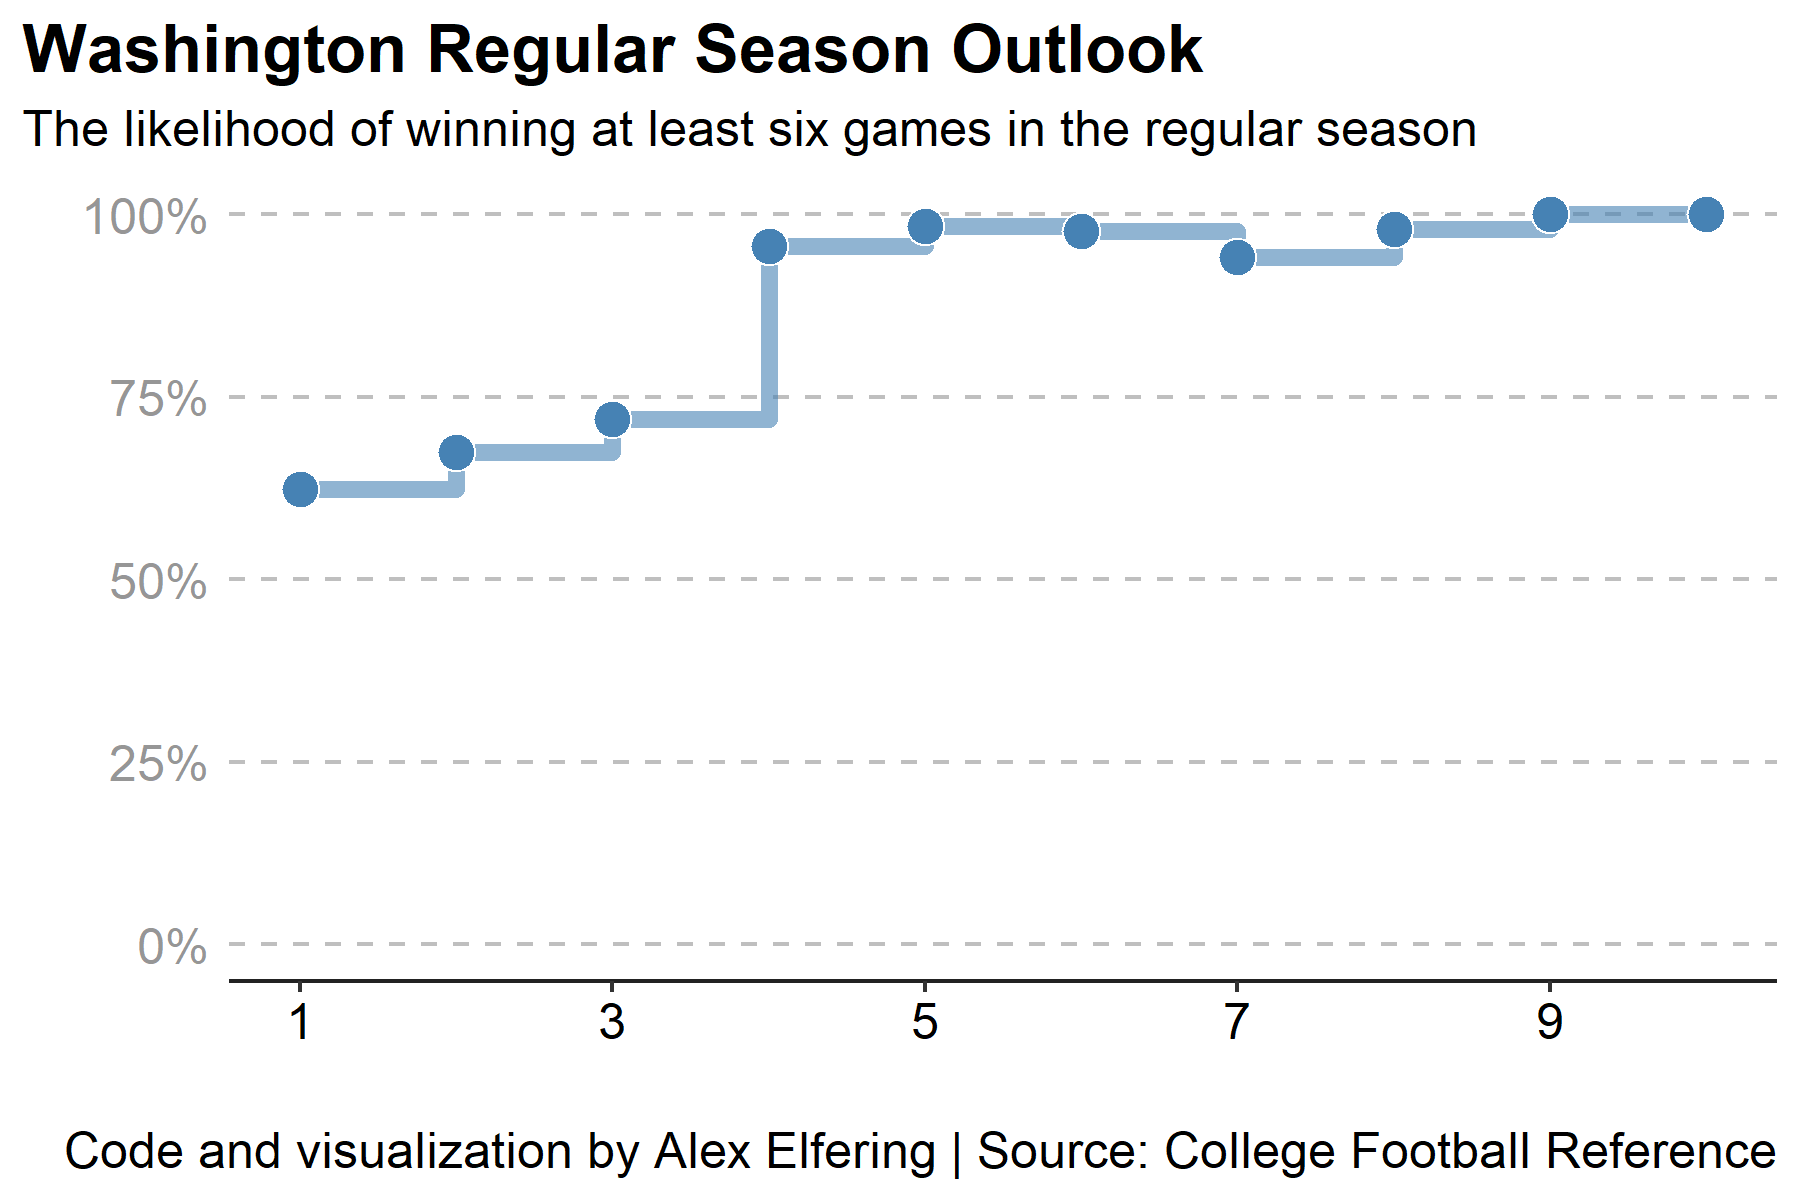 Washington Regular Season Outlook
The likelihood of winning at least six games in the regular season
100%
75%
50%
25%
0%
1 3 5 7 9
Code and visualization by Alex Elfering | Source: College Football Reference